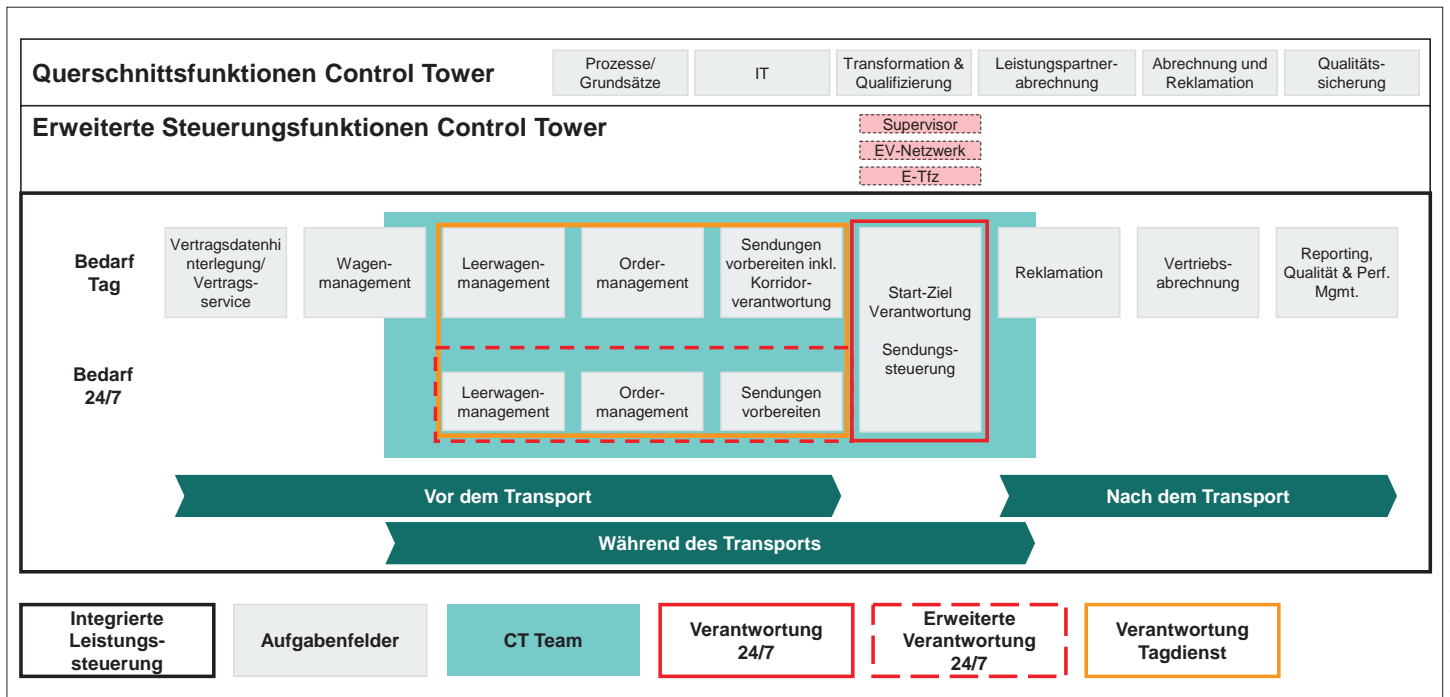 Querschnittsfunktionen Control Tower
Prozesse/
Grundsätze
IT
Transformation &
Qualifizierung
Leistungspartner-
abrechnung
Abrechnung und
Reklamation
Qualitäts-
sicherung
Erweiterte Steuerungsfunktionen Control Tower
Supervisor
EV-Netzwerk
E-Tfz
Bedarf
Tag
Vertragsdatenhi
nterlegung/
Vertrags-
service
Wagen-
management
Leerwagen-
management
Order-
management
Sendungen
vorbereiten inkl.
Korridor-
verantwortung
Start-Ziel
Verantwortung
Sendungs-
steuerung
Reklamation
Vertriebs-
abrechnung
Reporting,
Qualität & Perf.
Mgmt.
Bedarf
24/7
Leerwagen-
management
Order-
management
Sendungen
vorbereiten
Vor dem Transport
Nach dem Transport
Während des Transports
Integrierte
Leistungs-
steuerung
Aufgabenfelder
CT Team
Verantwortung
24/7
Erweiterte
Verantwortung
24/7
Verantwortung
Tagdienst